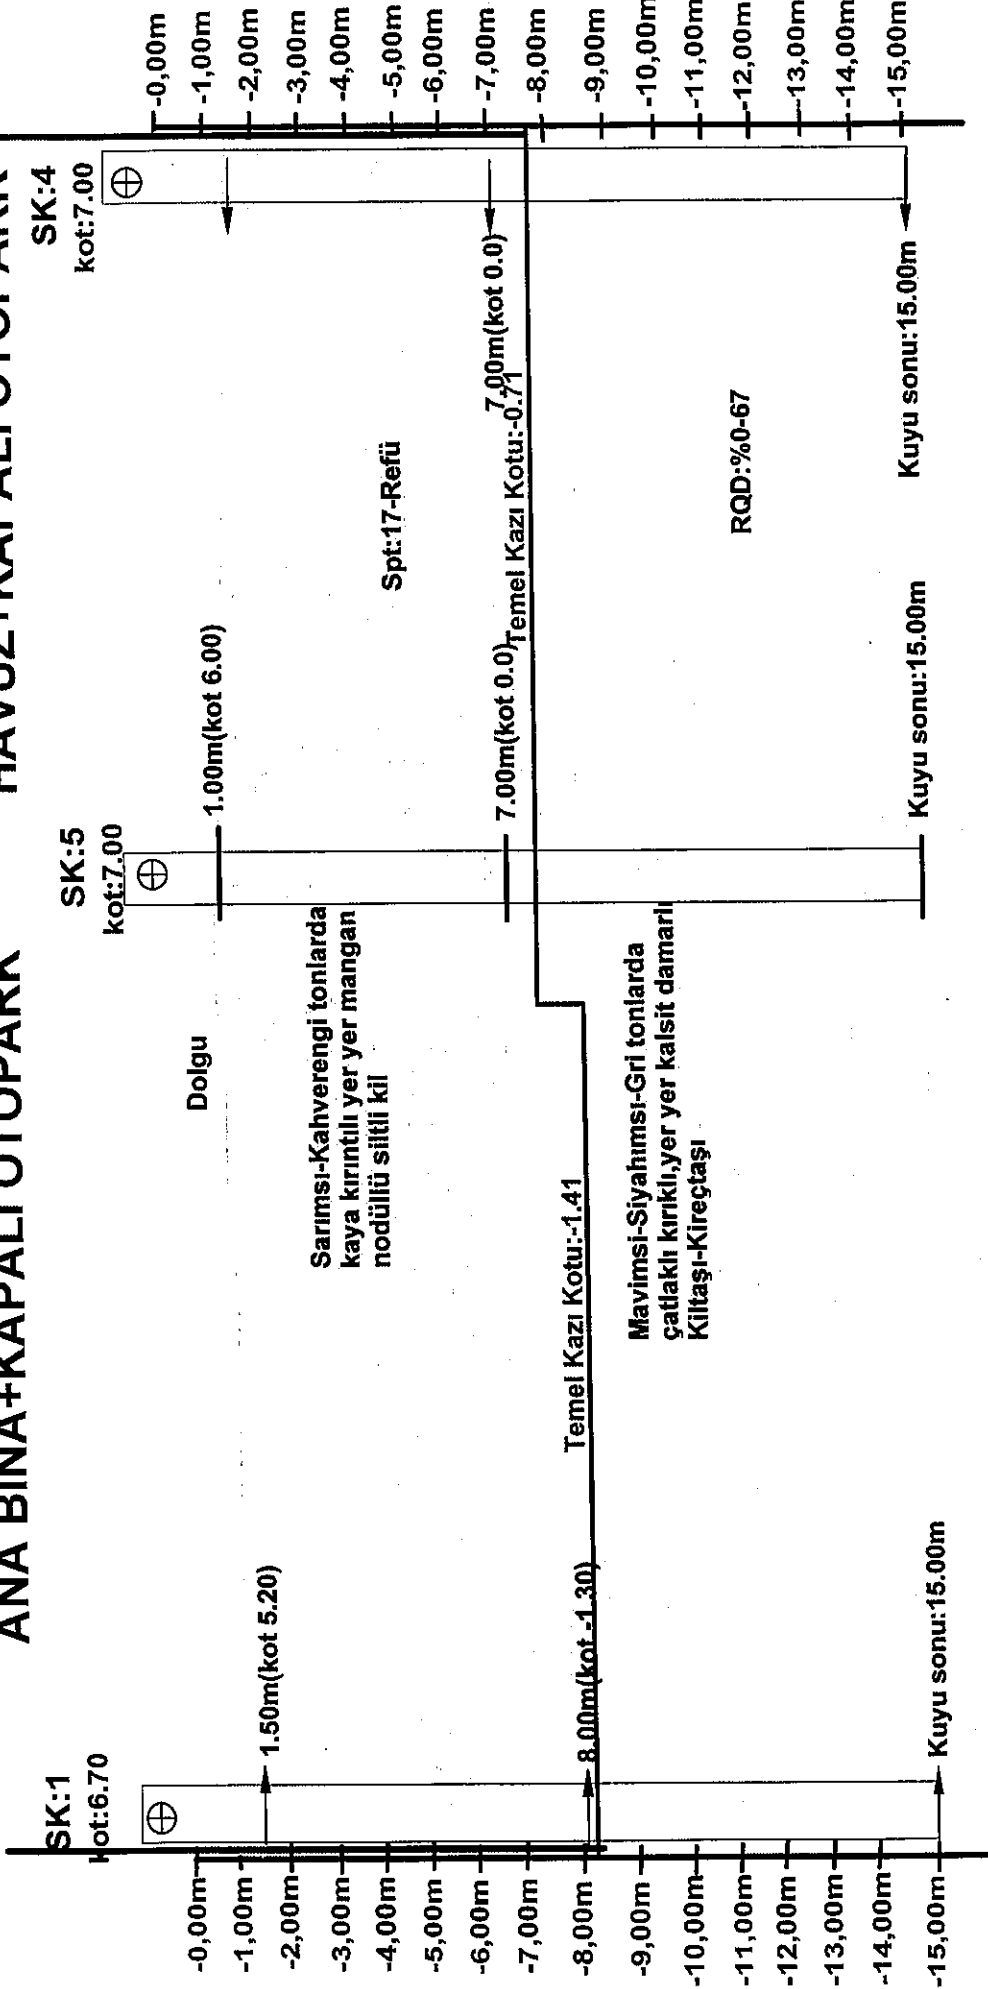 ANA BİNA+KAPALI OTOPARK
HAVUZ+KAPALI OTOPARK
SK:1
kot:6.70
SK:5
kot:7.00
SK:4
kot:7.00
-0,00m
-1,00m
-2,00m
-3,00m
-4,00m
-5,00m
-6,00m
-7,00m
-8,00m
-9,00m
-10,00m
-11,00m
-12,00m
-13,00m
-14,00m
-15,00m
1.50m(kot 5.20)
8.00m(kot -1.30)
Kuyu sonu:15.00m
Dolgu
Sarımsı-Kahverengi tonlarda
kaya kırıntılı yer yer mangan
nodüllü siltli kil
Temel Kazı Kotu:-1.41
Mavimsi-Siyahımsı-Gri tonlarda
çatlaklı kırıklı,yer yer kalsit damarlı
Kiltaşı-Kireçtaşı
1.00m(kot 6.00)
7.00m(kot 0.0)
Kuyu sonu:15.00m
Spt:17-Refü
Temel Kazı Kotu:-0.71
RQD:%0-67
7.00m(kot 0.0)
Kuyu sonu:15.00m
-0,00m
-1,00m
-2,00m
-3,00m
-4,00m
-5,00m
-6,00m
-7,00m
-8,00m
-9,00m
-10,00m
-11,00m
-12,00m
-13,00m
-14,00m
-15,00m